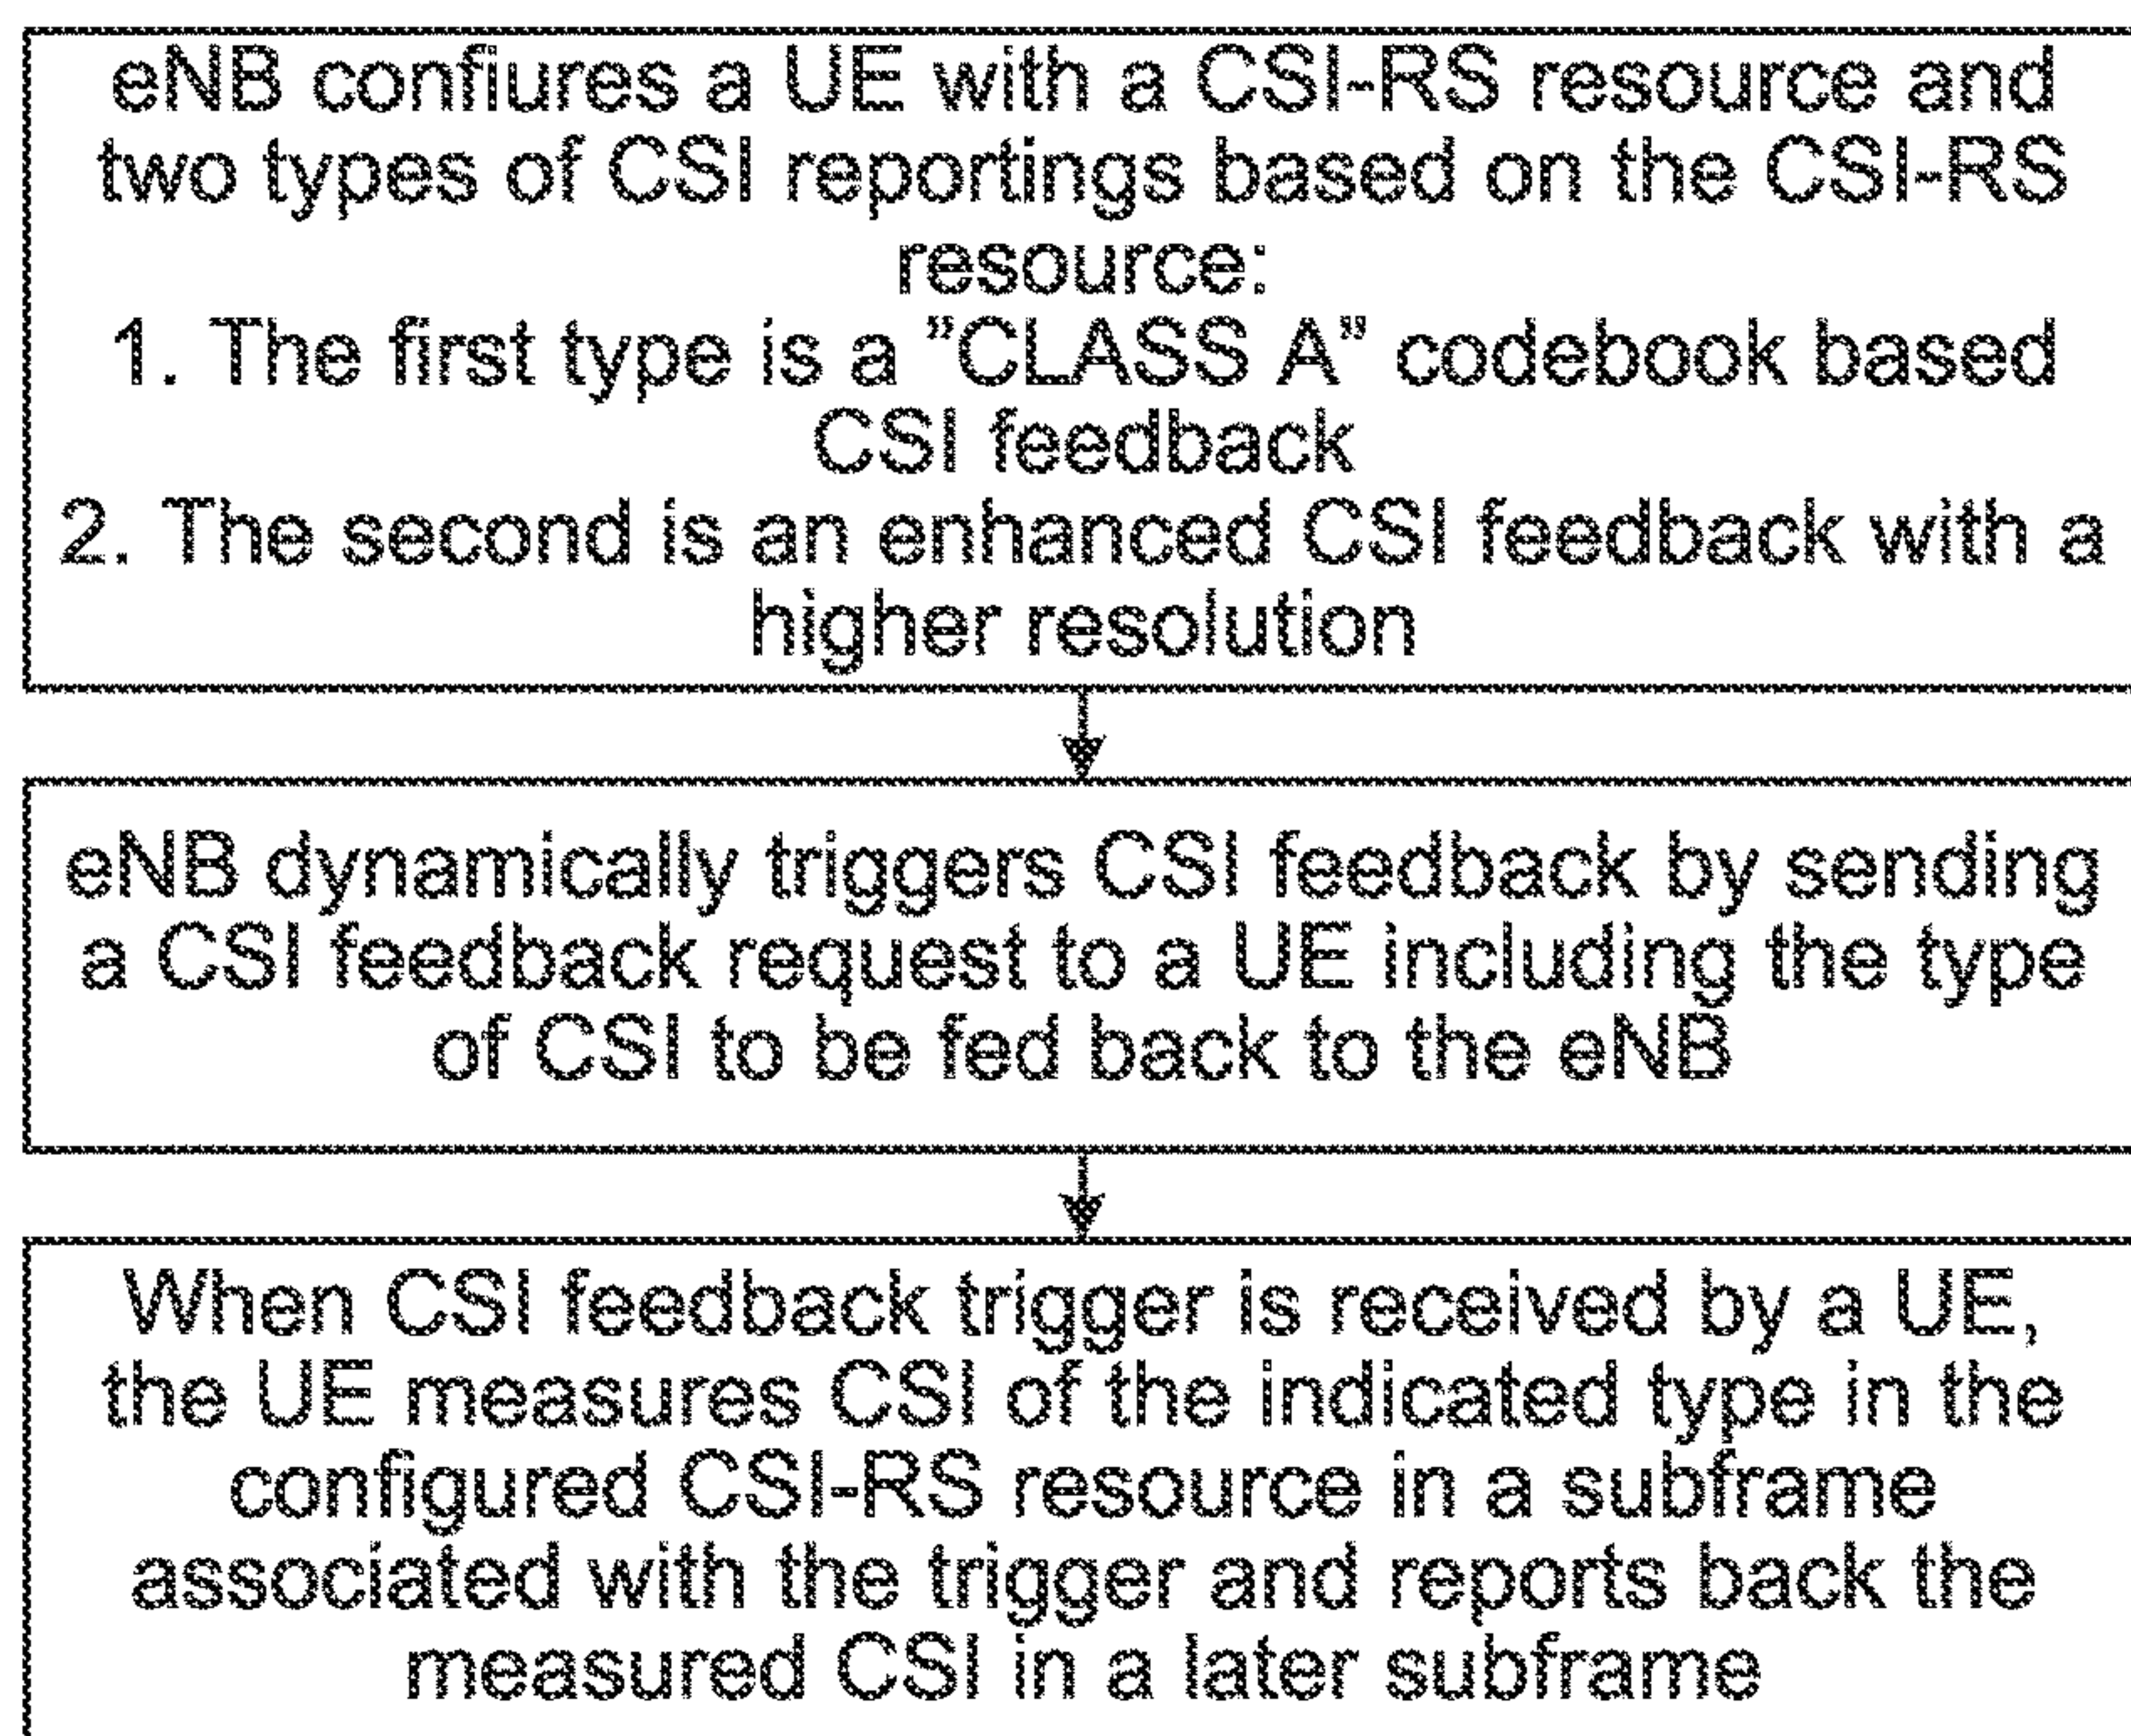 eNB confiures a UE with a CSI-RS resource and
two types of CSI reportings based on the CSI-RS
resource:
1. The first type is a ”CLASS A” codebook based
CSI feedback
2. The second is an enhanced CSI feedback with a
higher resolution
eNB dynamically triggers CSI feedback by sending
a CSI feedback request to a UE including the type
of CSI to be fed back to the eNB
When CSI feedback trigger is received by a UE,
the UE measures CSI of the indicated type in the
configured CSI-RS resource in a subframe
associated with the trigger and reports back the
measured CSI in a later subframe